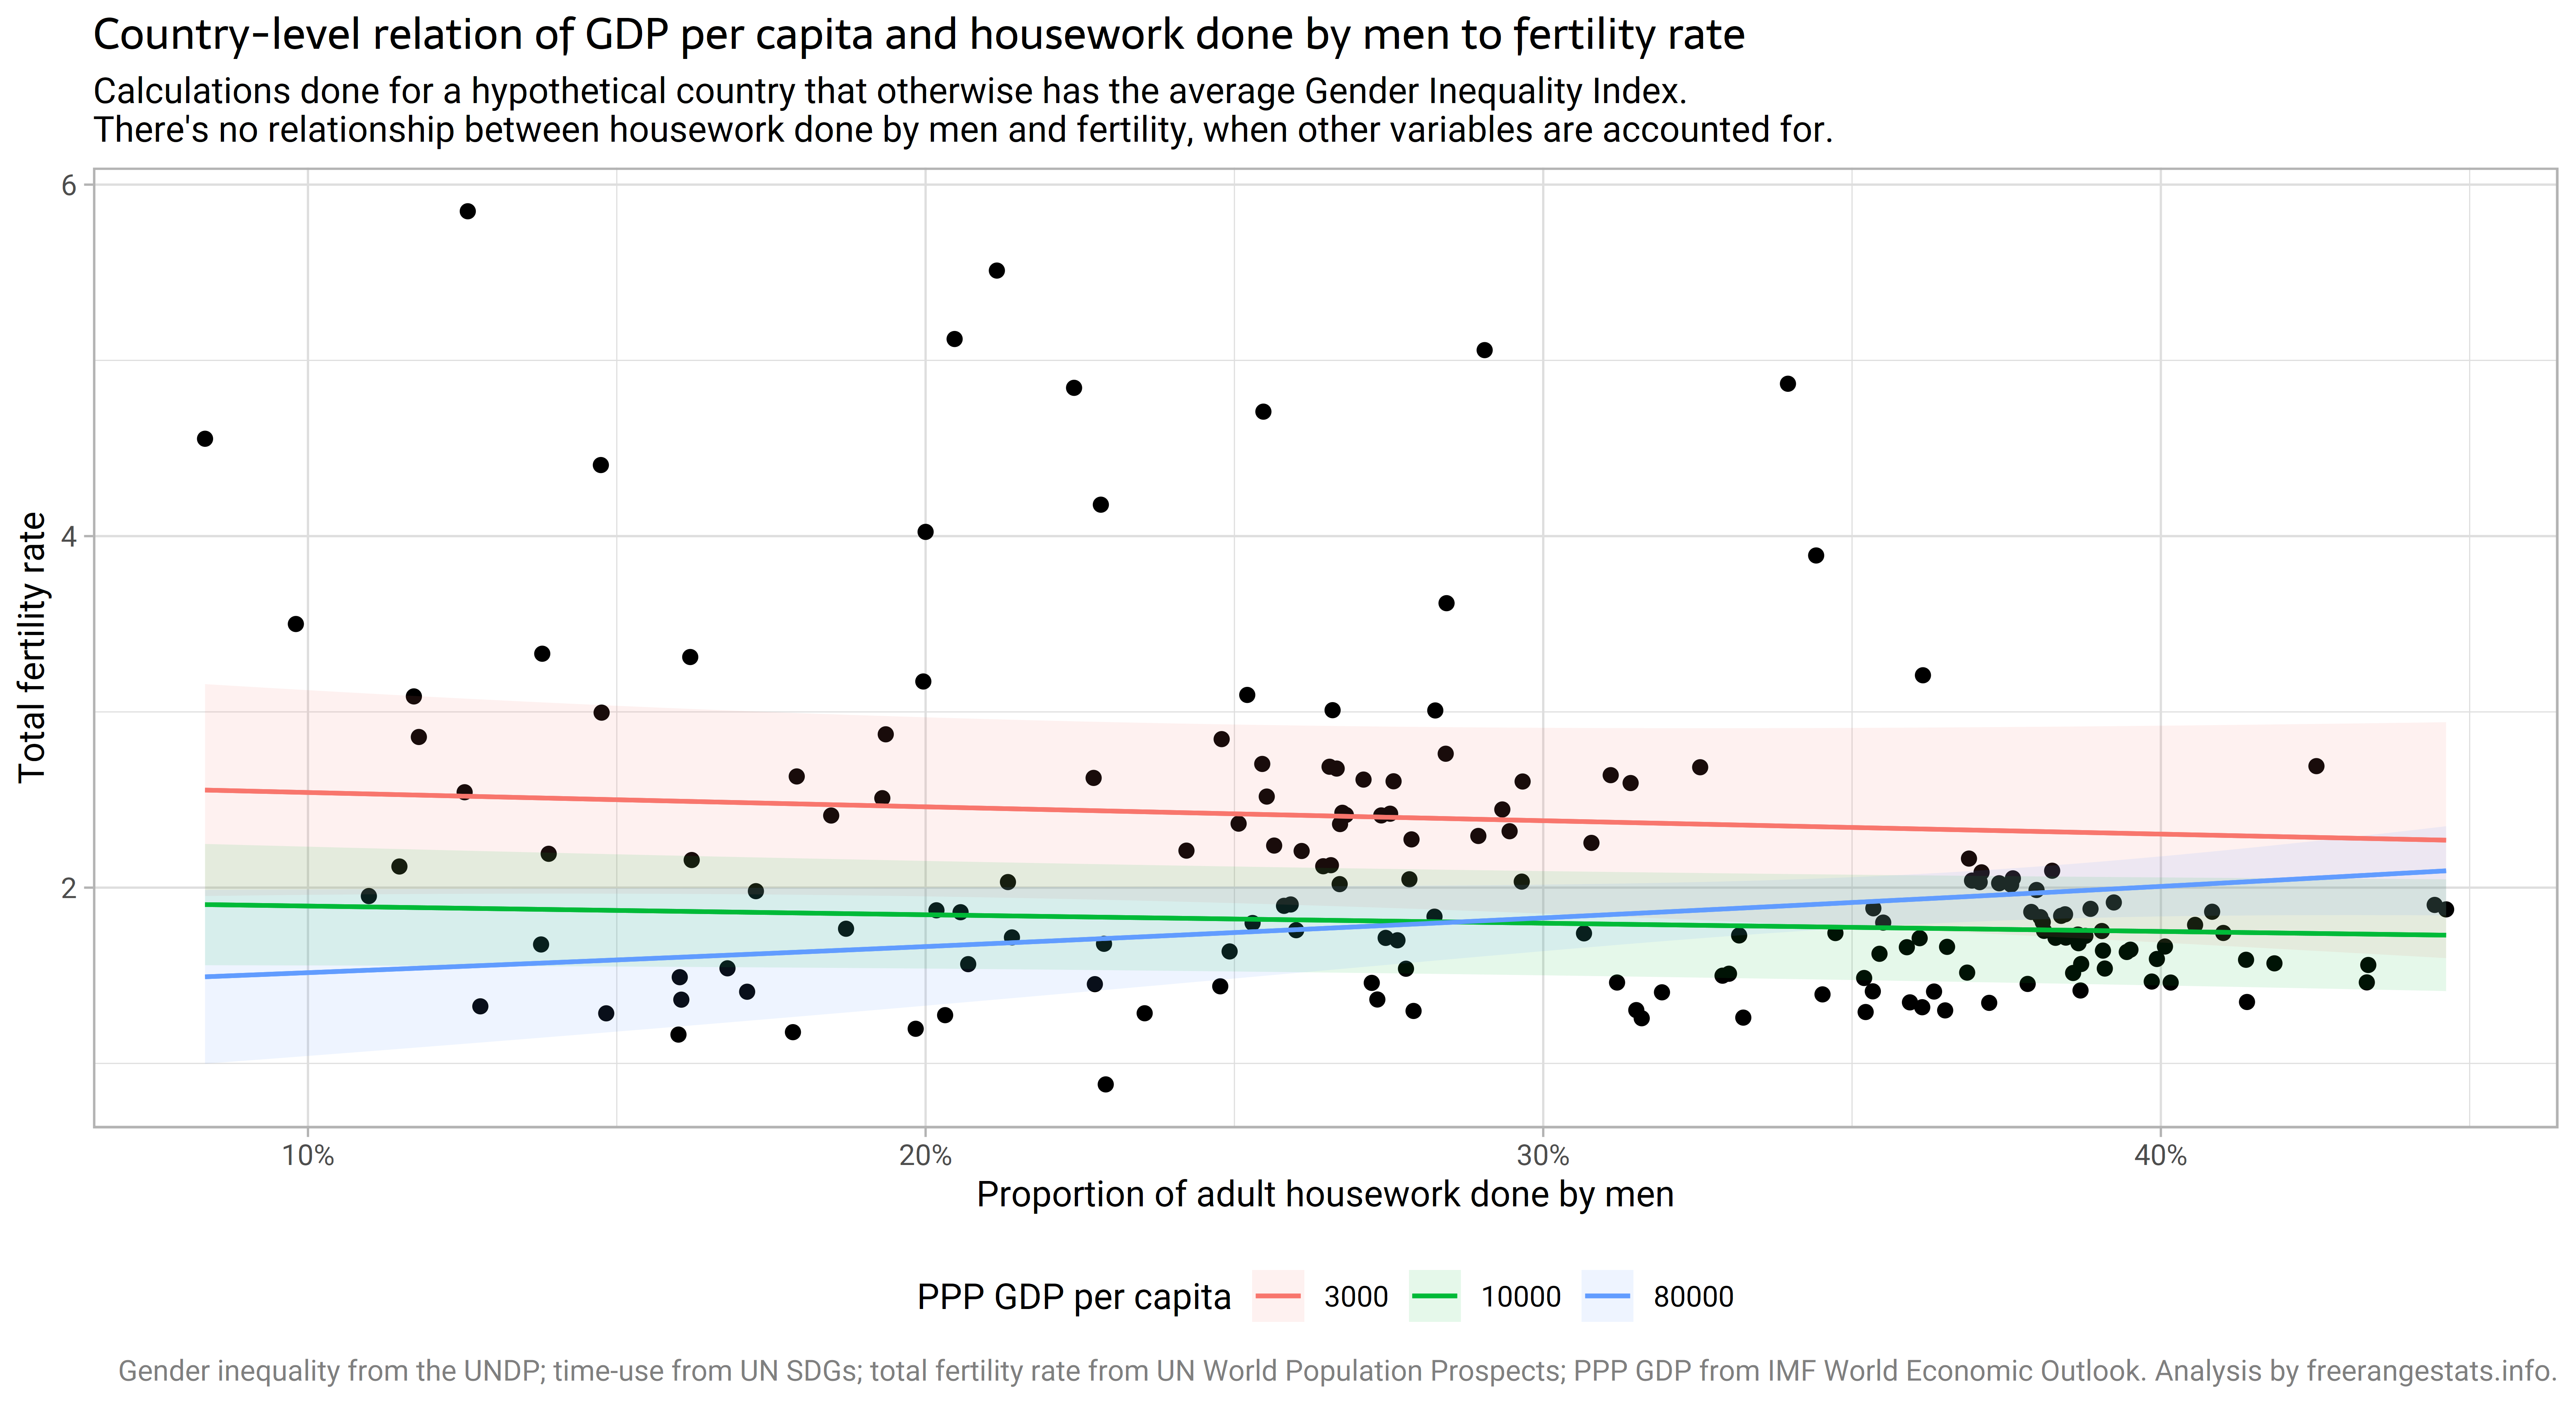 Country-level relation of GDP per capita and housework done by men to fertility rate
Calculations done for a hypothetical country that otherwise has the average Gender Inequality Index.
There's no relationship between housework done by men and fertility, when other variables are accounted for.
Total fertility rate
6
4
2
10% 20% 30% 40%
Proportion of adult housework done by men
PPP GDP per capita 3000 10000 80000
Gender inequality from the UNDP; time-use from UN SDGs; total fertility rate from UN World Population Prospects; PPP GDP from IMF World Economic Outlook. Analysis by freerangestats.info.